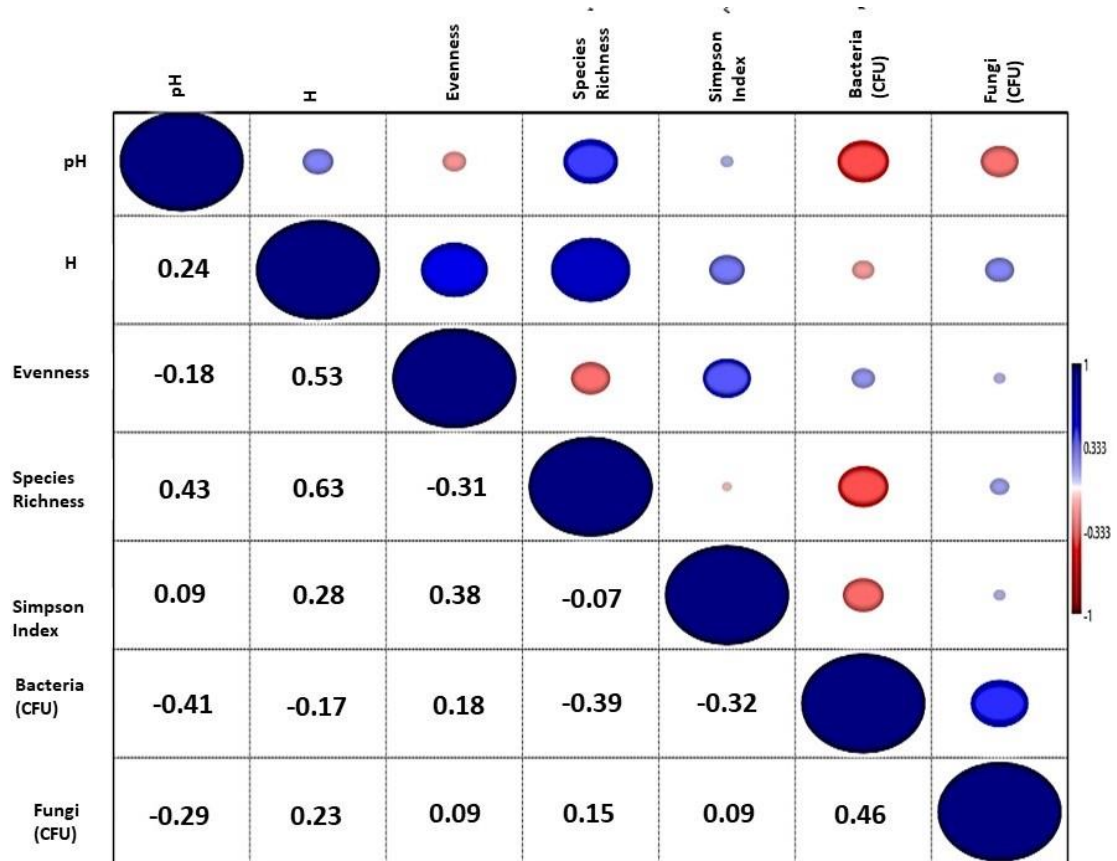 pH
H
Evenness
Species
Richness
Simpson
Index
Bacteria
(CFU)
Fungi
(CFU)
pH
H
0.24
Evenness
-0.18 0.53
Species
Richness
0.43 0.63 -0.31
Simpson
Index
0.09 0.28 0.38 -0.07
Bacteria
(CFU)
-0.41 -0.17 0.18 -0.39 -0.32
Fungi
(CFU)
-0.29 0.23 0.09 0.15 0.09 0.46
1
0.333
-0.333
-1